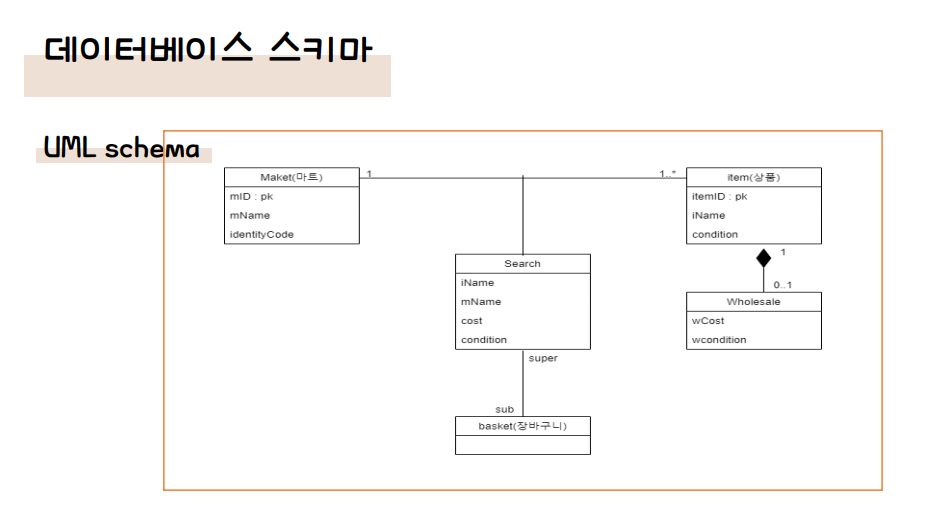 데이터베이스 스키마
UML schema
Maket(마트)
mID : pk
mName
identityCode
1
1..*
item(상품)
itemID : pk
iName
condition
1
0..1
Wholesale
wCost
wcondition
Search
iName
mName
cost
condition
super
sub
basket(장바구니)